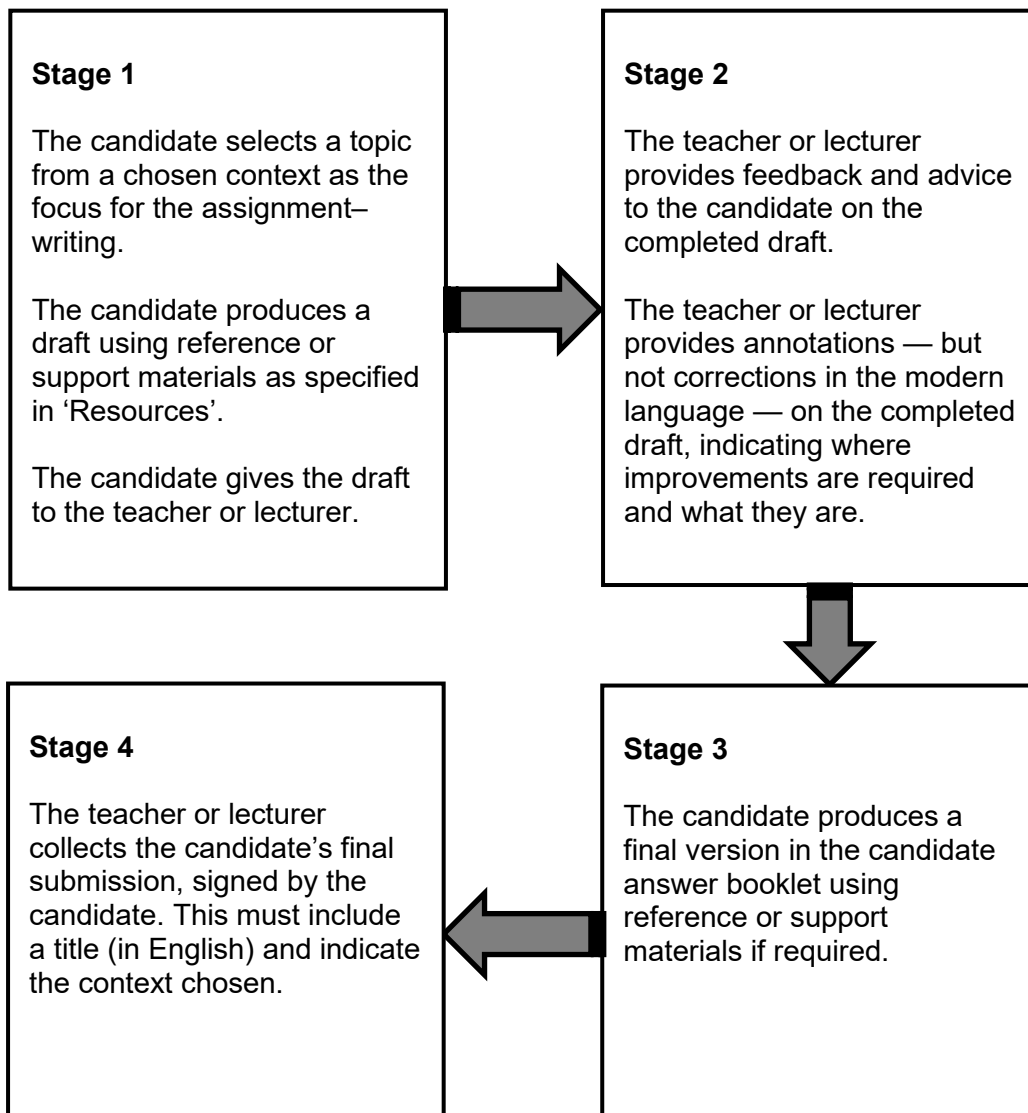 Stage 1
The candidate selects a topic
from a chosen context as the
focus for the assignment–
writing.
The candidate produces a
draft using reference or
support materials as specified
in ‘Resources’.
The candidate gives the draft
to the teacher or lecturer.
Stage 2
The teacher or lecturer
provides feedback and advice
to the candidate on the
completed draft.
The teacher or lecturer
provides annotations — but
not corrections in the modern
language — on the completed
draft, indicating where
improvements are required
and what they are.
Stage 3
The candidate produces a
final version in the candidate
answer booklet using
reference or support
materials if required.
Stage 4
The teacher or lecturer
collects the candidate’s final
submission, signed by the
candidate. This must include
a title (in English) and indicate
the context chosen.